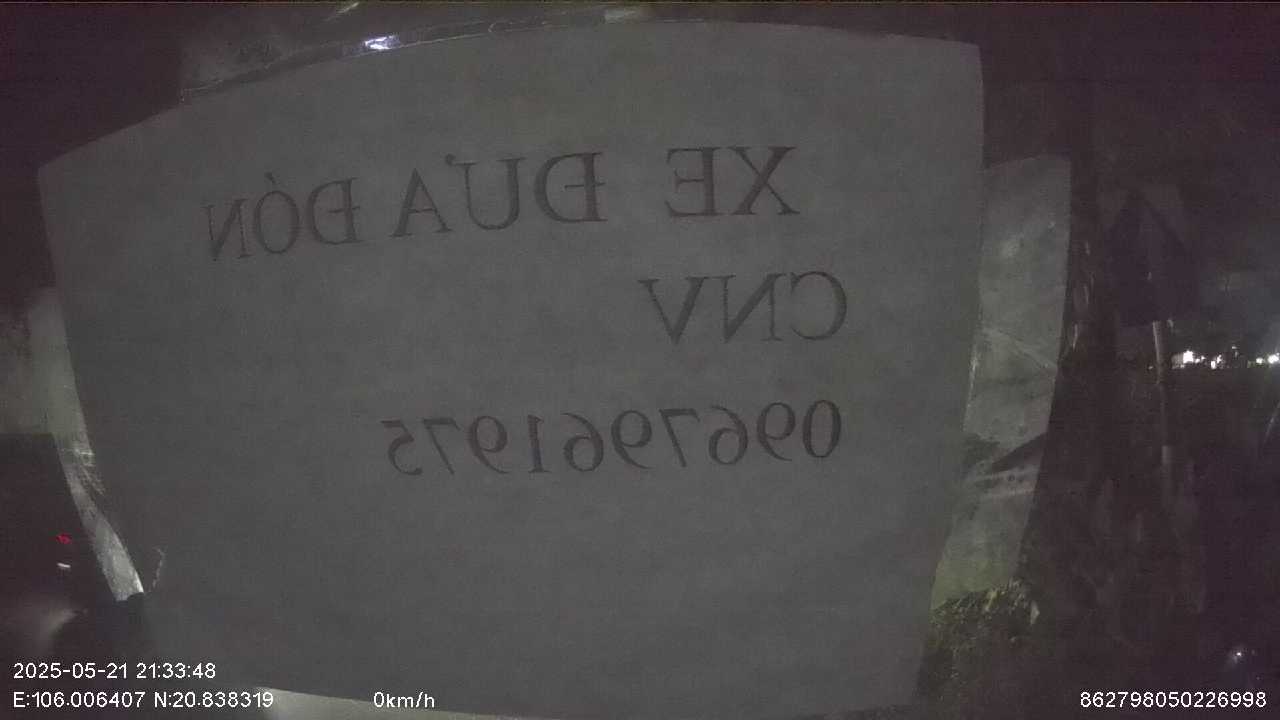 XE ĐƯA ĐÓN
CNV
0967961975
2025-05-21 21:33:48
E:106.006407 N:20.838319 0km/h
862798050226998